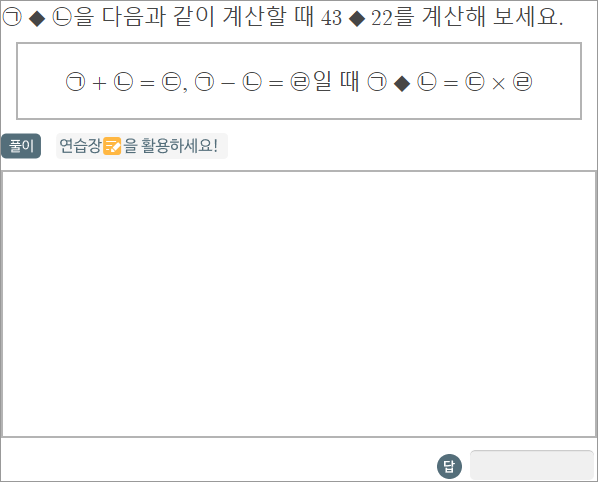 ㉠ ◆ ㉡을 다음과 같이 계산할 때 43 ◆ 22를 계산해 보세요.
㉠ + ㉡ = ㉢, ㉠ − ㉡ = ㉣일 때 ㉠ ◆ ㉡ = ㉢ × ㉣
풀이 연습장을 활용하세요!
답